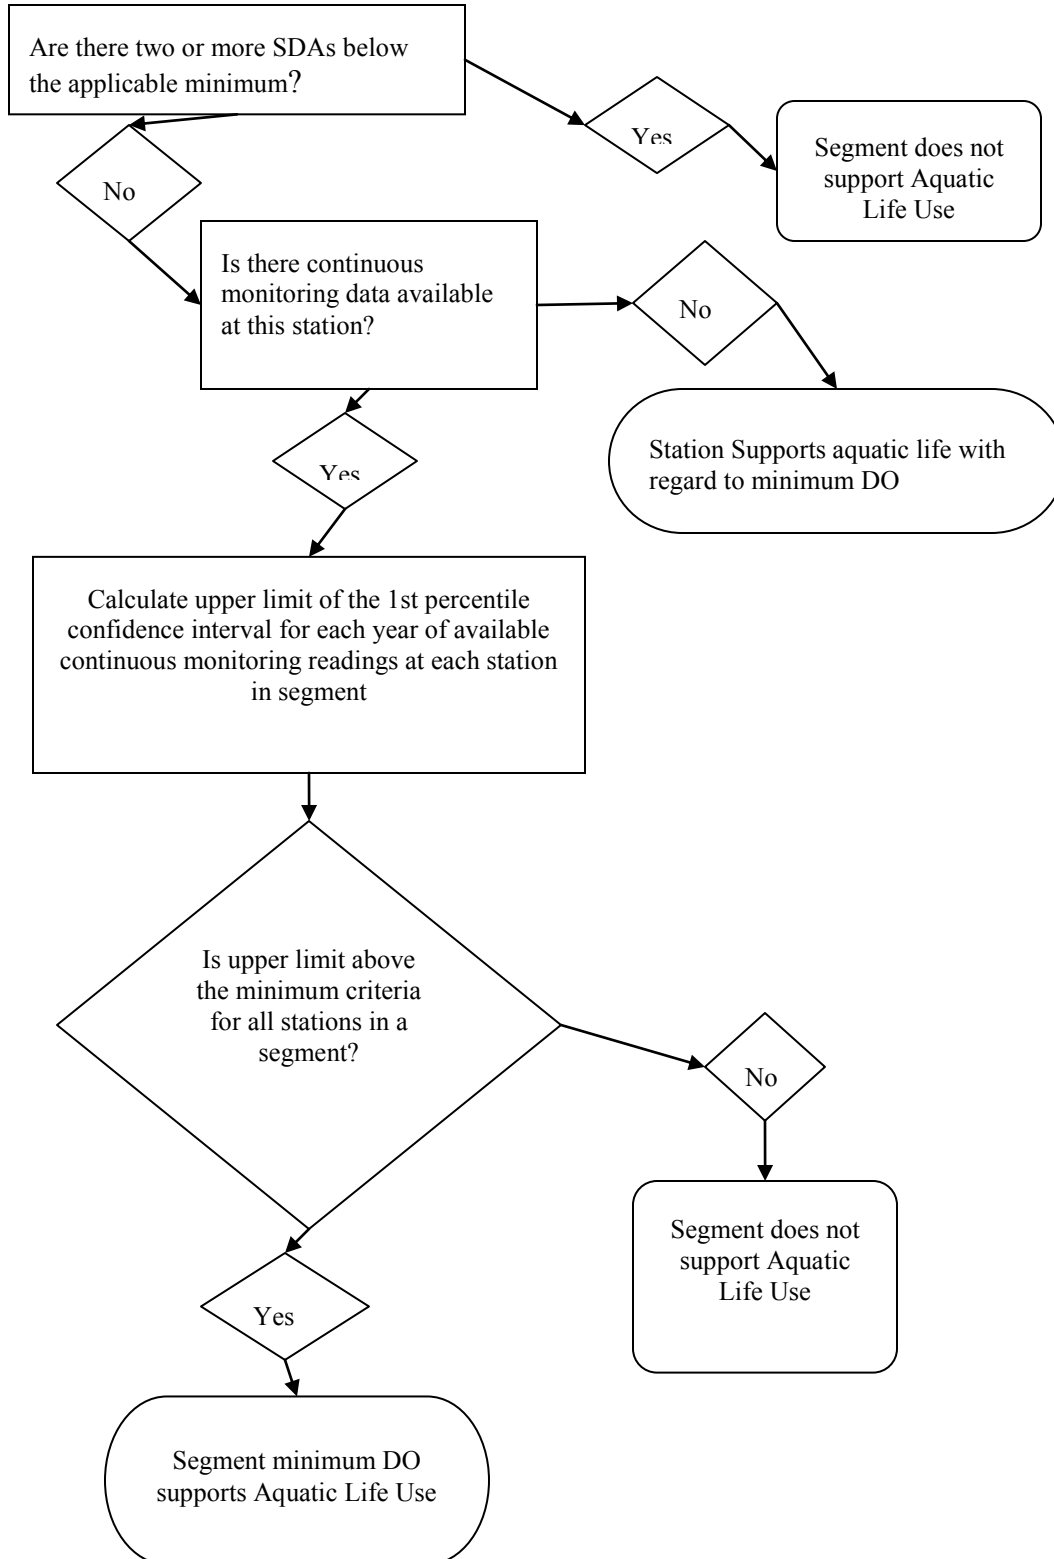 Are there two or more SDAs below
the applicable minimum?
Yes
Segment does not
support Aquatic
Life Use
No
Is there continuous
monitoring data available
at this station?
No
Station Supports aquatic life with
regard to minimum DO
Yes
Calculate upper limit of the 1st percentile
confidence interval for each year of available
continuous monitoring readings at each station
in segment
Is upper limit above
the minimum criteria
for all stations in a
segment?
No
Segment does not
support Aquatic
Life Use
Yes
Segment minimum DO
supports Aquatic Life Use